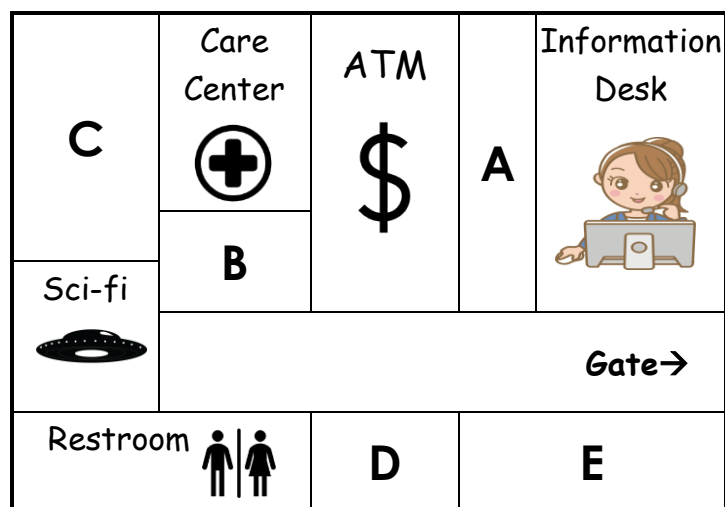 C
Care
Center
ATM
$
A
Information
Desk
B
Sci-fi
Gate→
Restroom
D
E